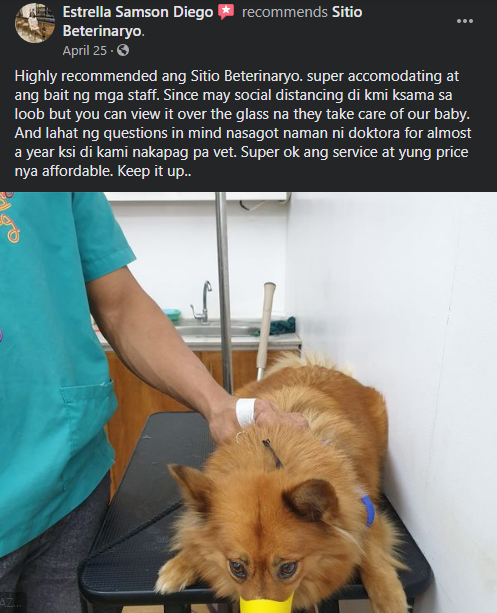 Estrella Samson Diego recommends Sitio
Beterinaryo.
April 25 ·
Highly recommended ang Sitio Beterinaryo. super accomodating at
ang bait ng mga staff. Since may social distancing di kmi ksama sa
loob but you can view it over the glass na they take care of our baby.
And lahat ng questions in mind nasagot naman ni doktora for almost
a year ksi di kami nakapag pa vet. Super ok ang service at yung price
nya affordable. Keep it up..